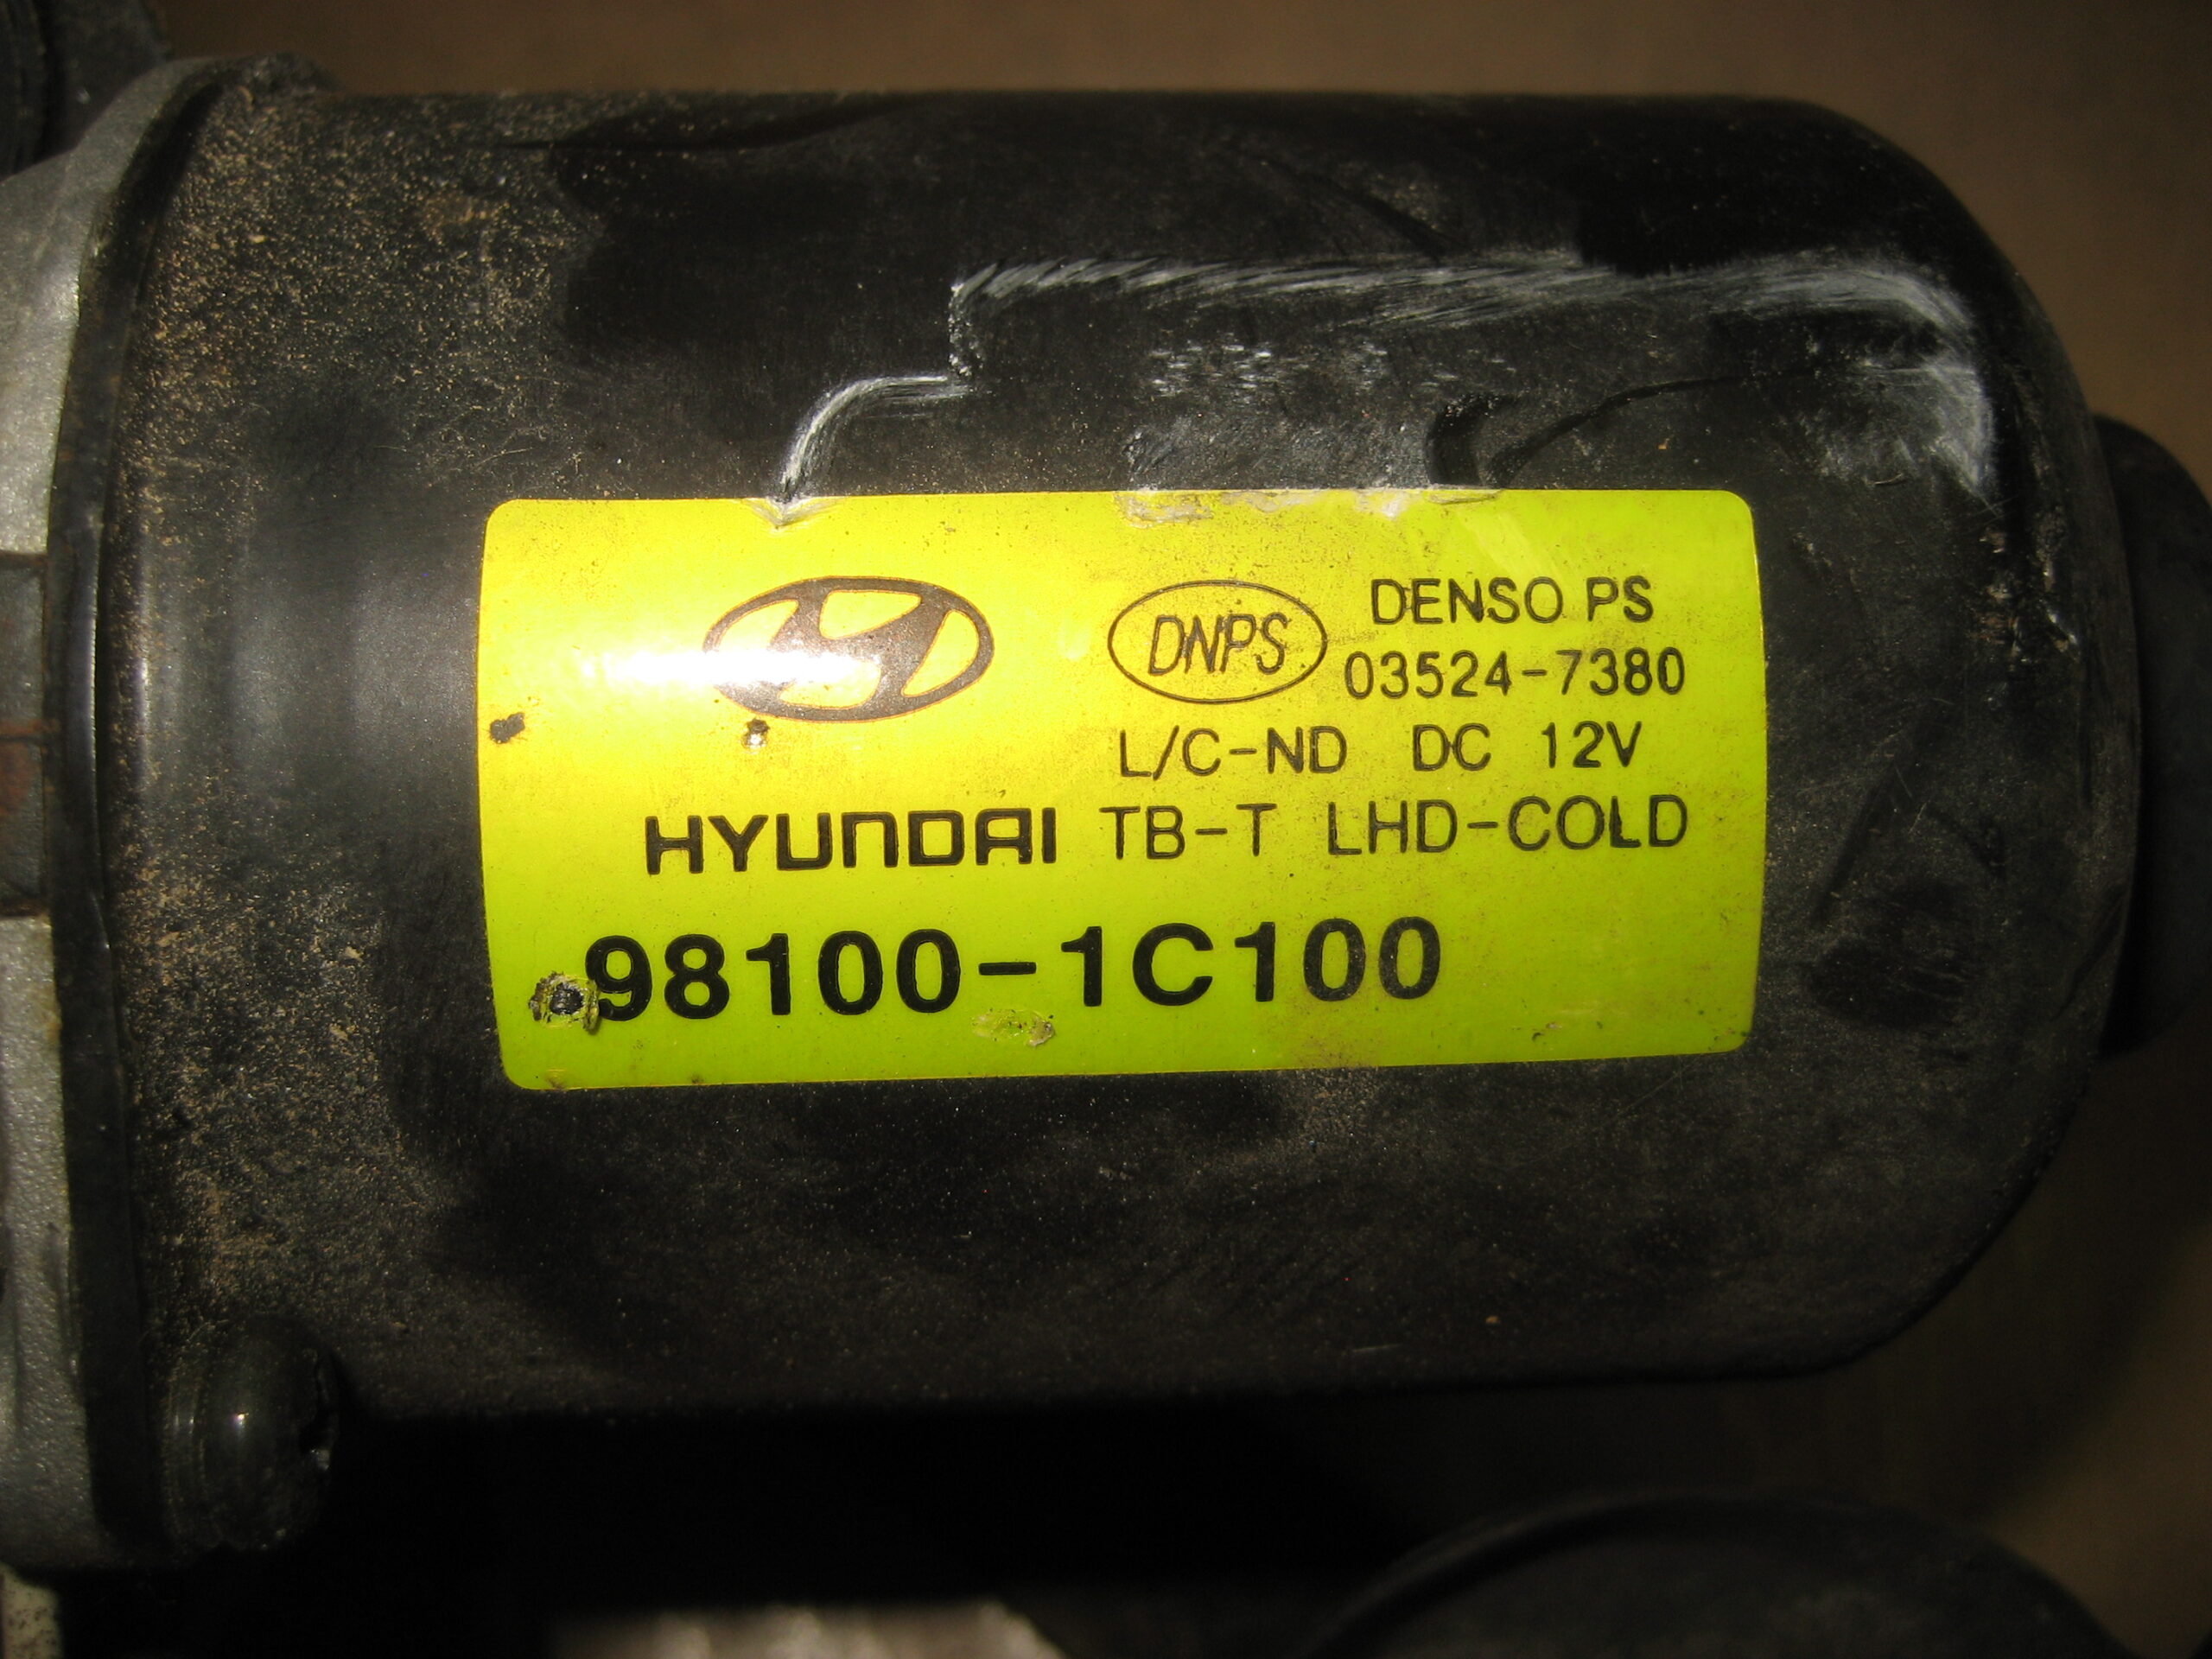 DNPS DENSO PS
03524-7380
L/C-ND DC 12V
HYUNDAI TB-T LHD-COLD
98100-1C100